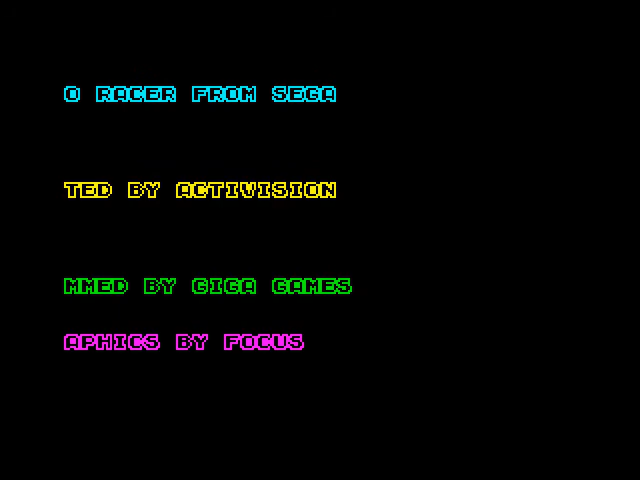 O RACER FROM SEGA
TED BY ACTIVISION
MMED BY GIGA GAMES
APHICS BY FOCUS